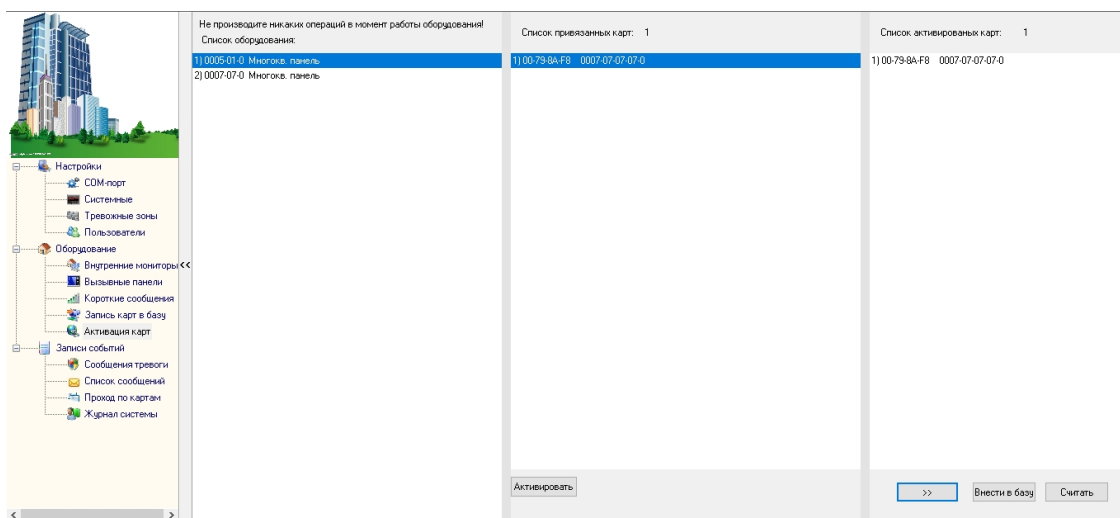 Не производите никаких операций в момент работы оборудования!
Список оборудования:
1) 0005-01-0 Многокв. панель
2) 0007-07-0 Многокв. панель
Список привязанных карт: 1
1) 00-79-8A-F8 0007-07-07-07-0
Активировать
Список активированых карт: 1
1) 00-79-8A-F8 0007-07-07-07-0
>>
Внести в базу
Считать
Настройки
COM-порт
Системные
Тревожные зоны
Пользователи
Оборудование
Внутренние мониторы
<<
Вызывные панели
Короткие сообщения
Запись карт в базу
Активация карт
Записи событий
Сообщения тревоги
Список сообщений
Проход по картам
Журнал системы